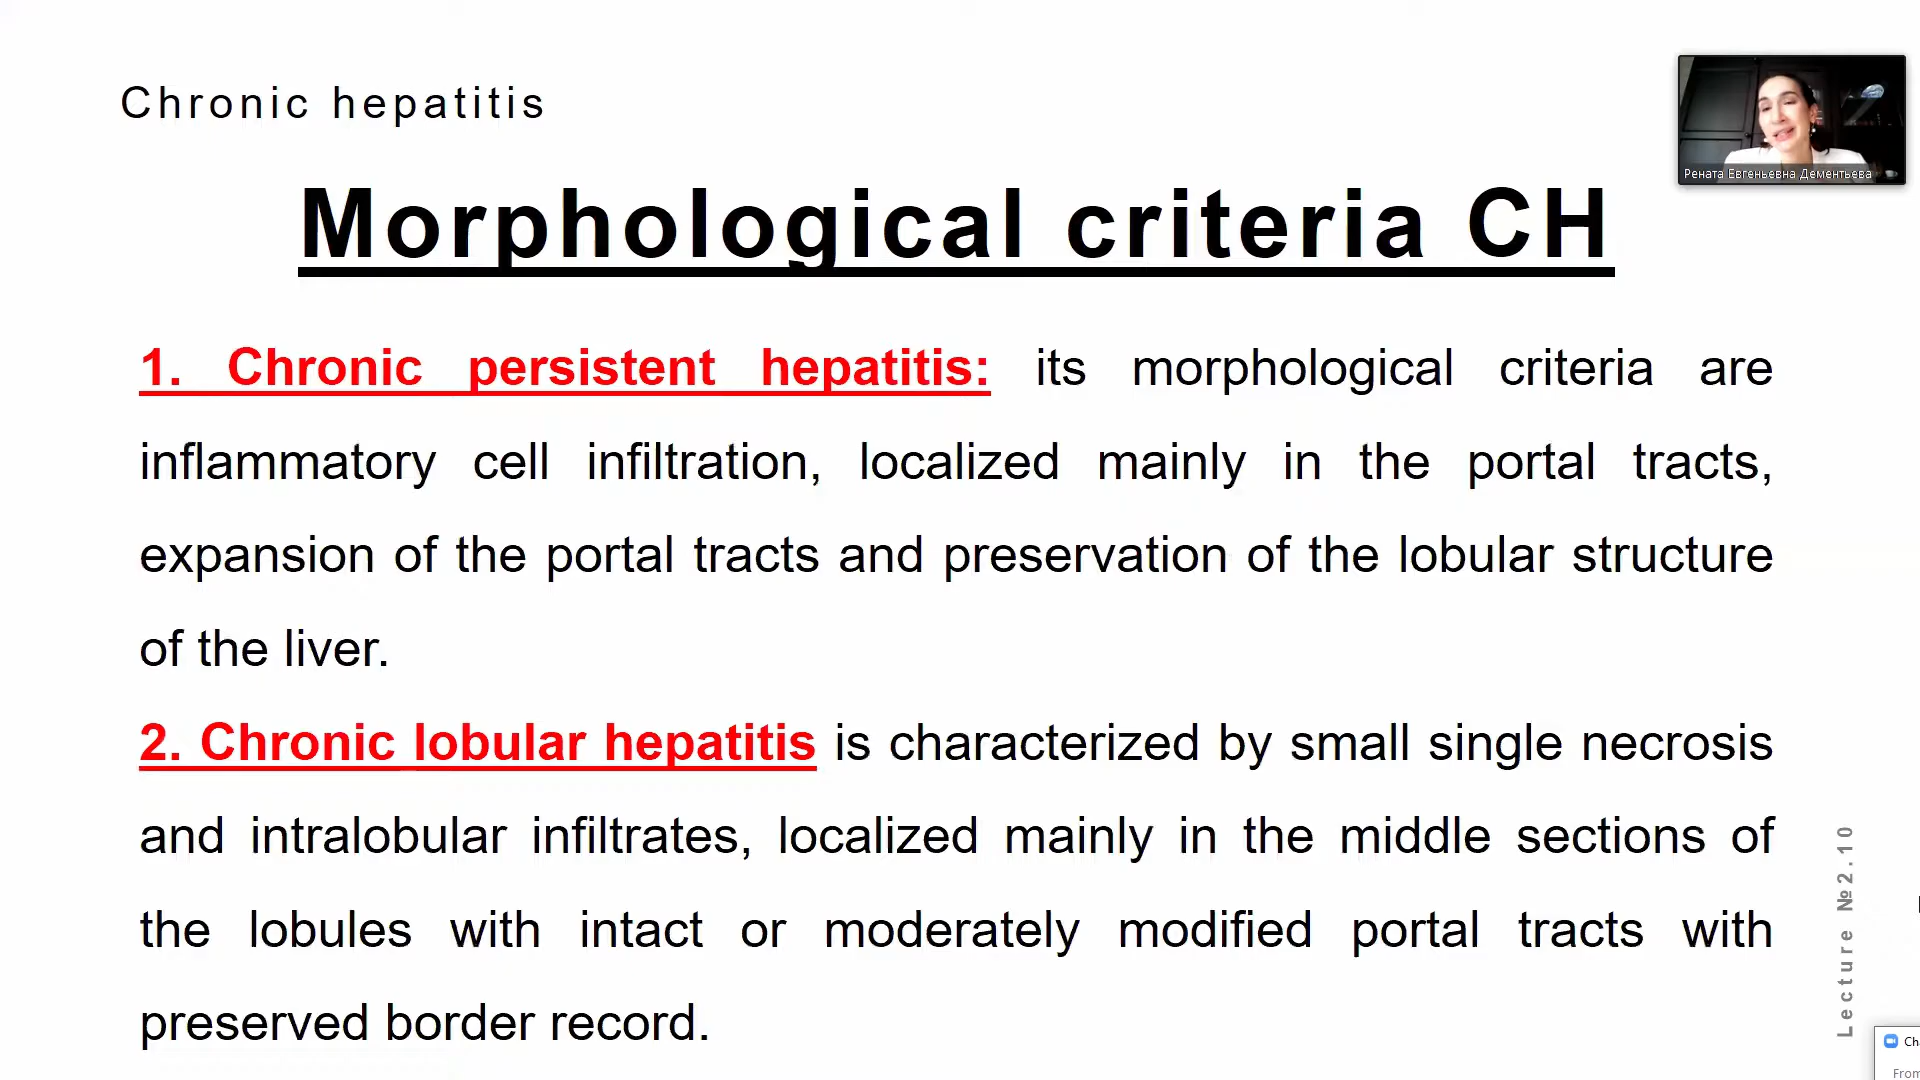 Chronic hepatitis
Рената Евгеньевна Дементьева
Morphological criteria CH
1. Chronic persistent hepatitis: its morphological criteria are
inflammatory cell infiltration, localized mainly in the portal tracts,
expansion of the portal tracts and preservation of the lobular structure
of the liver.
2. Chronic lobular hepatitis is characterized by small single necrosis
and intralobular infiltrates, localized mainly in the middle sections of
the lobules with intact or moderately modified portal tracts with
preserved border record.
Lecture №2.10
Ch
From